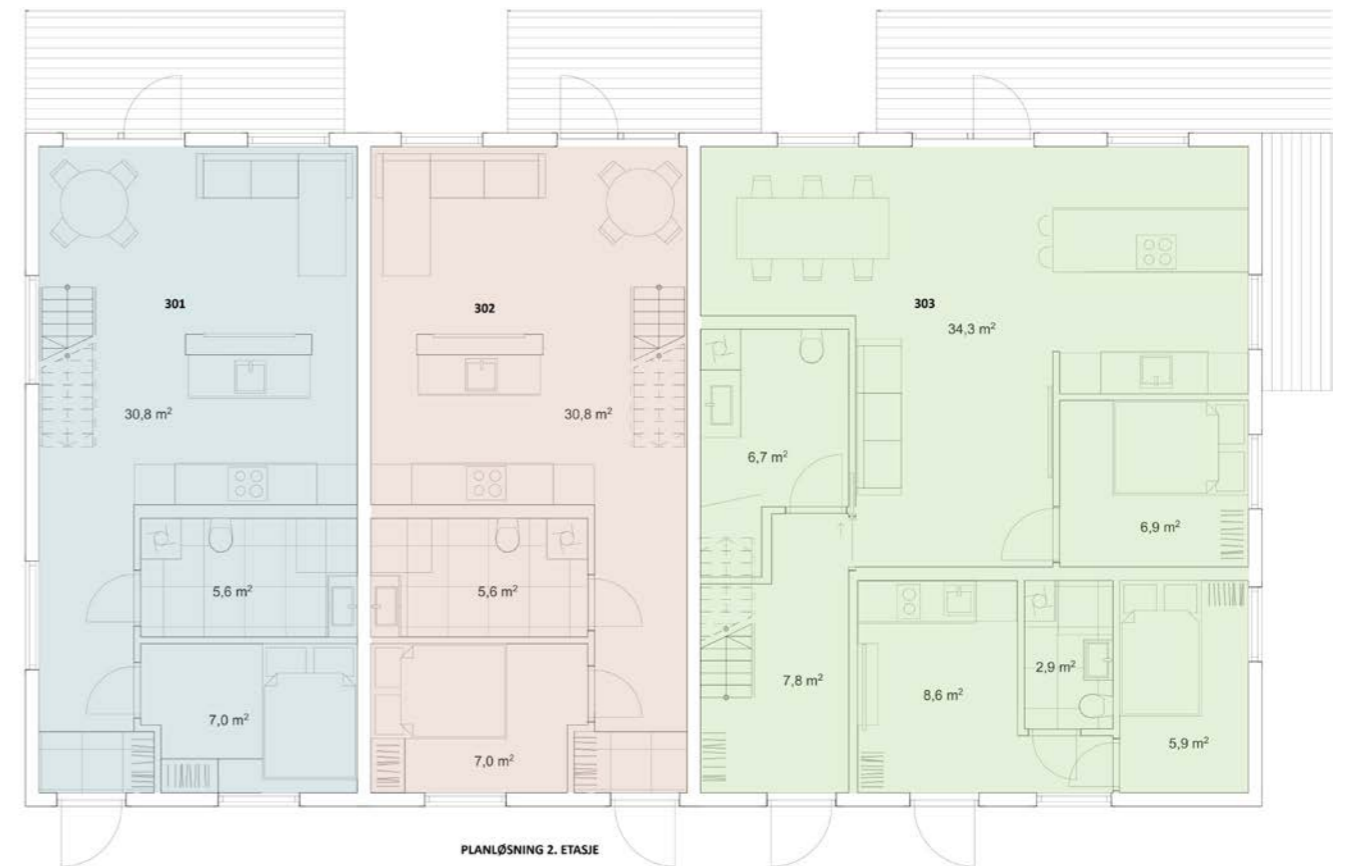 301
302
303
34,3 m²
30,8 m²
30,8 m²
6,7 m²
6,9 m²
5,6 m²
5,6 m²
2,9 m²
7,8 m²
8,6 m²
7,0 m²
5,9 m²
7,0 m²
PLANLØSNING 2. ETASJE